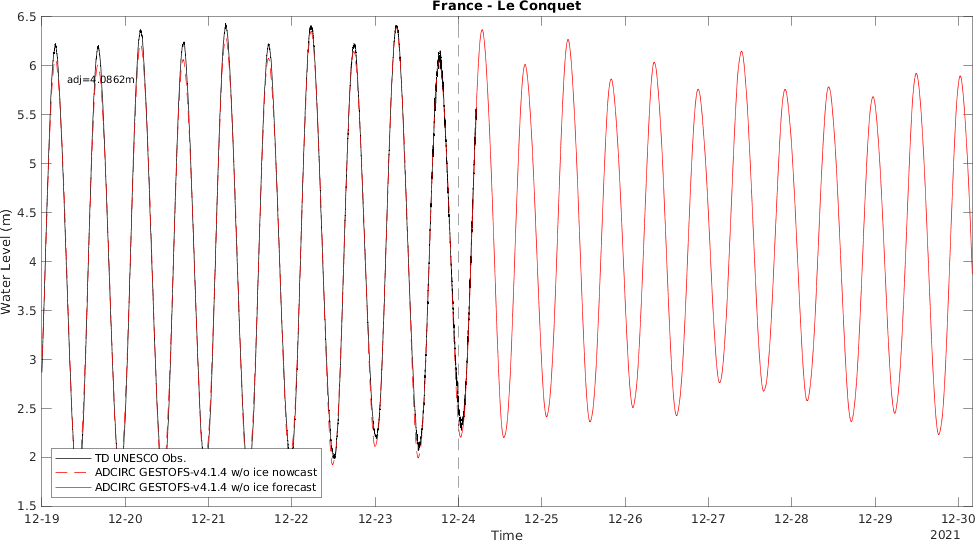 France - Le Conquet
6.5
6
5.5
5
4.5
4
3.5
3
2.5
2
1.5
Water Level (m)
adj=4.0862m
TD UNESCO Obs.
ADCIRC GESTOFS-v4.1.4 w/o ice nowcast
ADCIRC GESTOFS-v4.1.4 w/o ice forecast
12-19 12-20 12-21 12-22 12-23 12-24 12-25 12-26 12-27 12-28 12-29 12-30
Time
2021